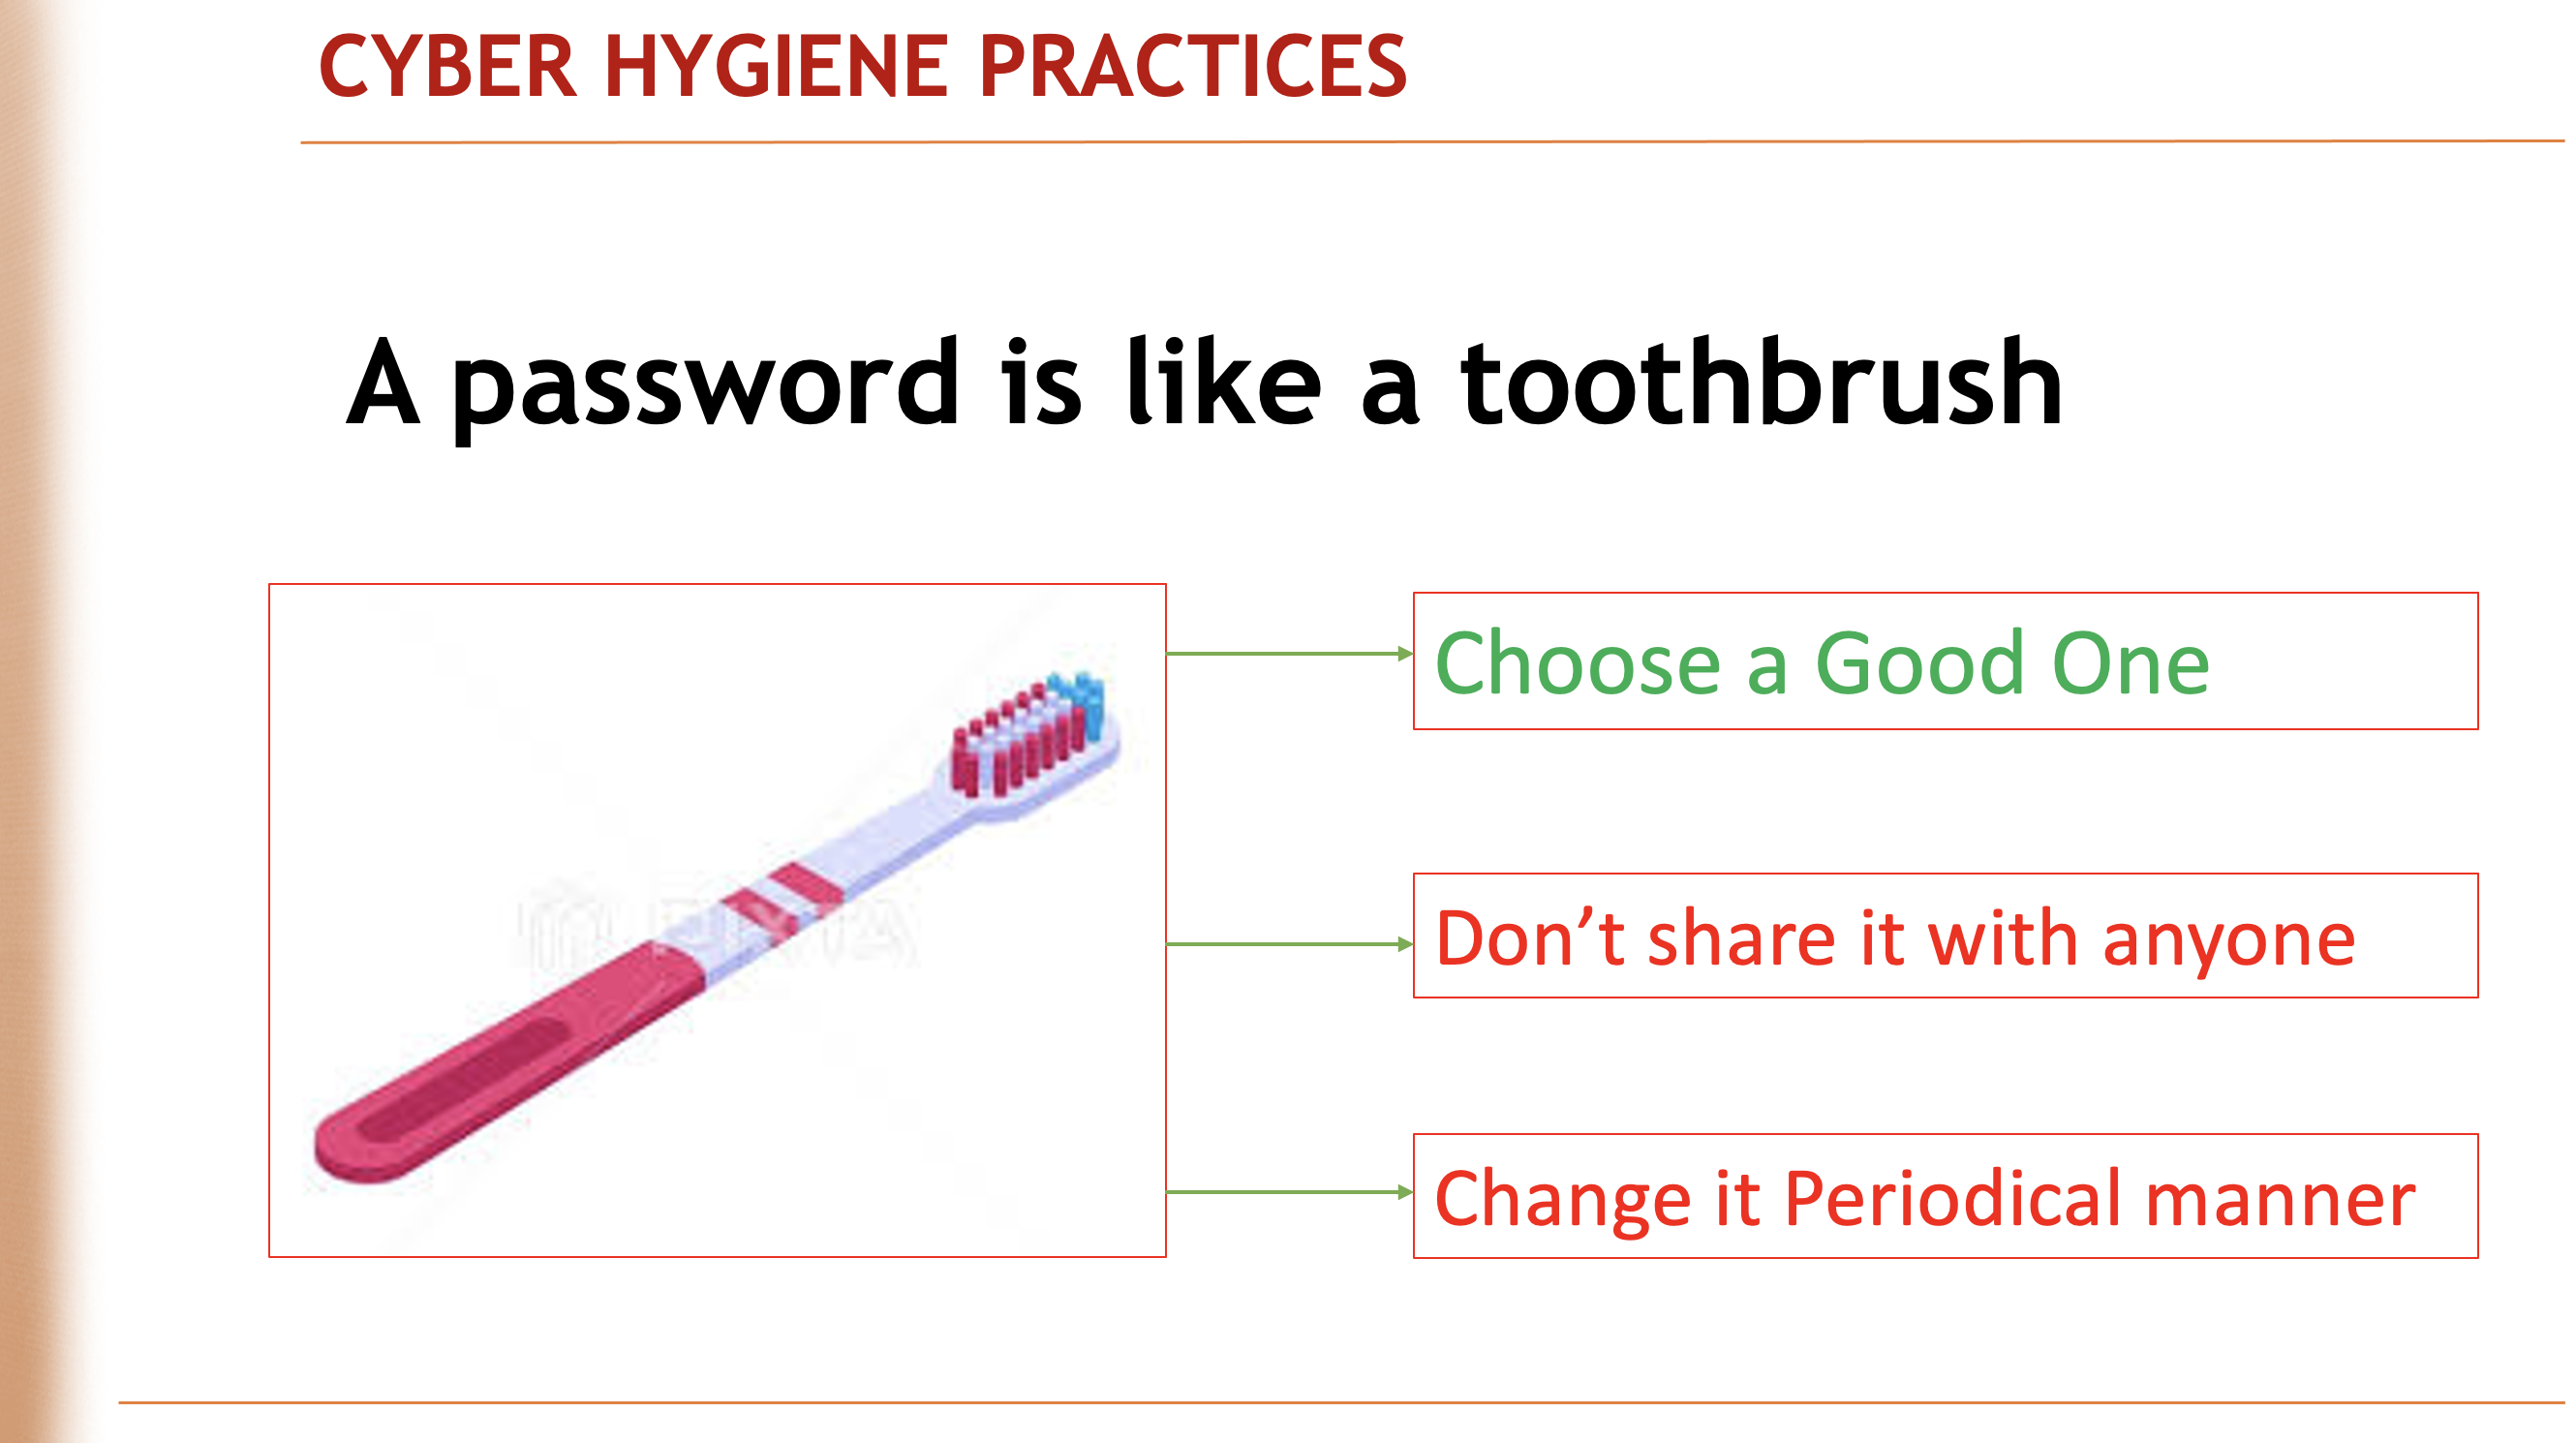 CYBER HYGIENE PRACTICES
A password is like a toothbrush
Choose a Good One
Don’t share it with anyone
Change it Periodical manner